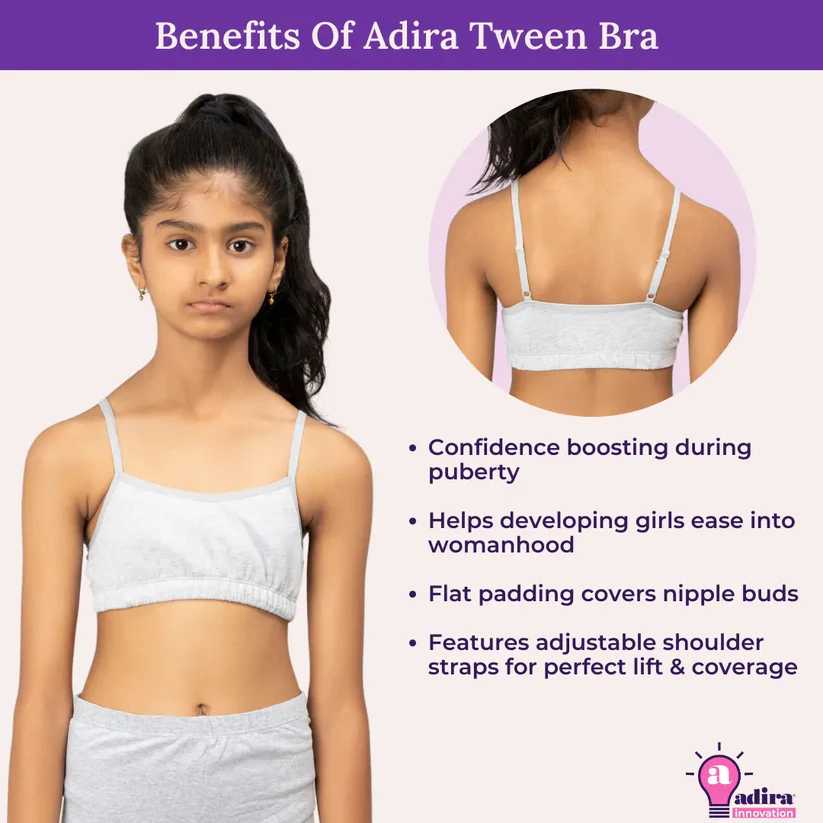 Benefits Of Adira Tween Bra
• Confidence boosting during
puberty
• Helps developing girls ease into
womanhood
• Flat padding covers nipple buds
• Features adjustable shoulder
straps for perfect lift & coverage
a
adira
innovation